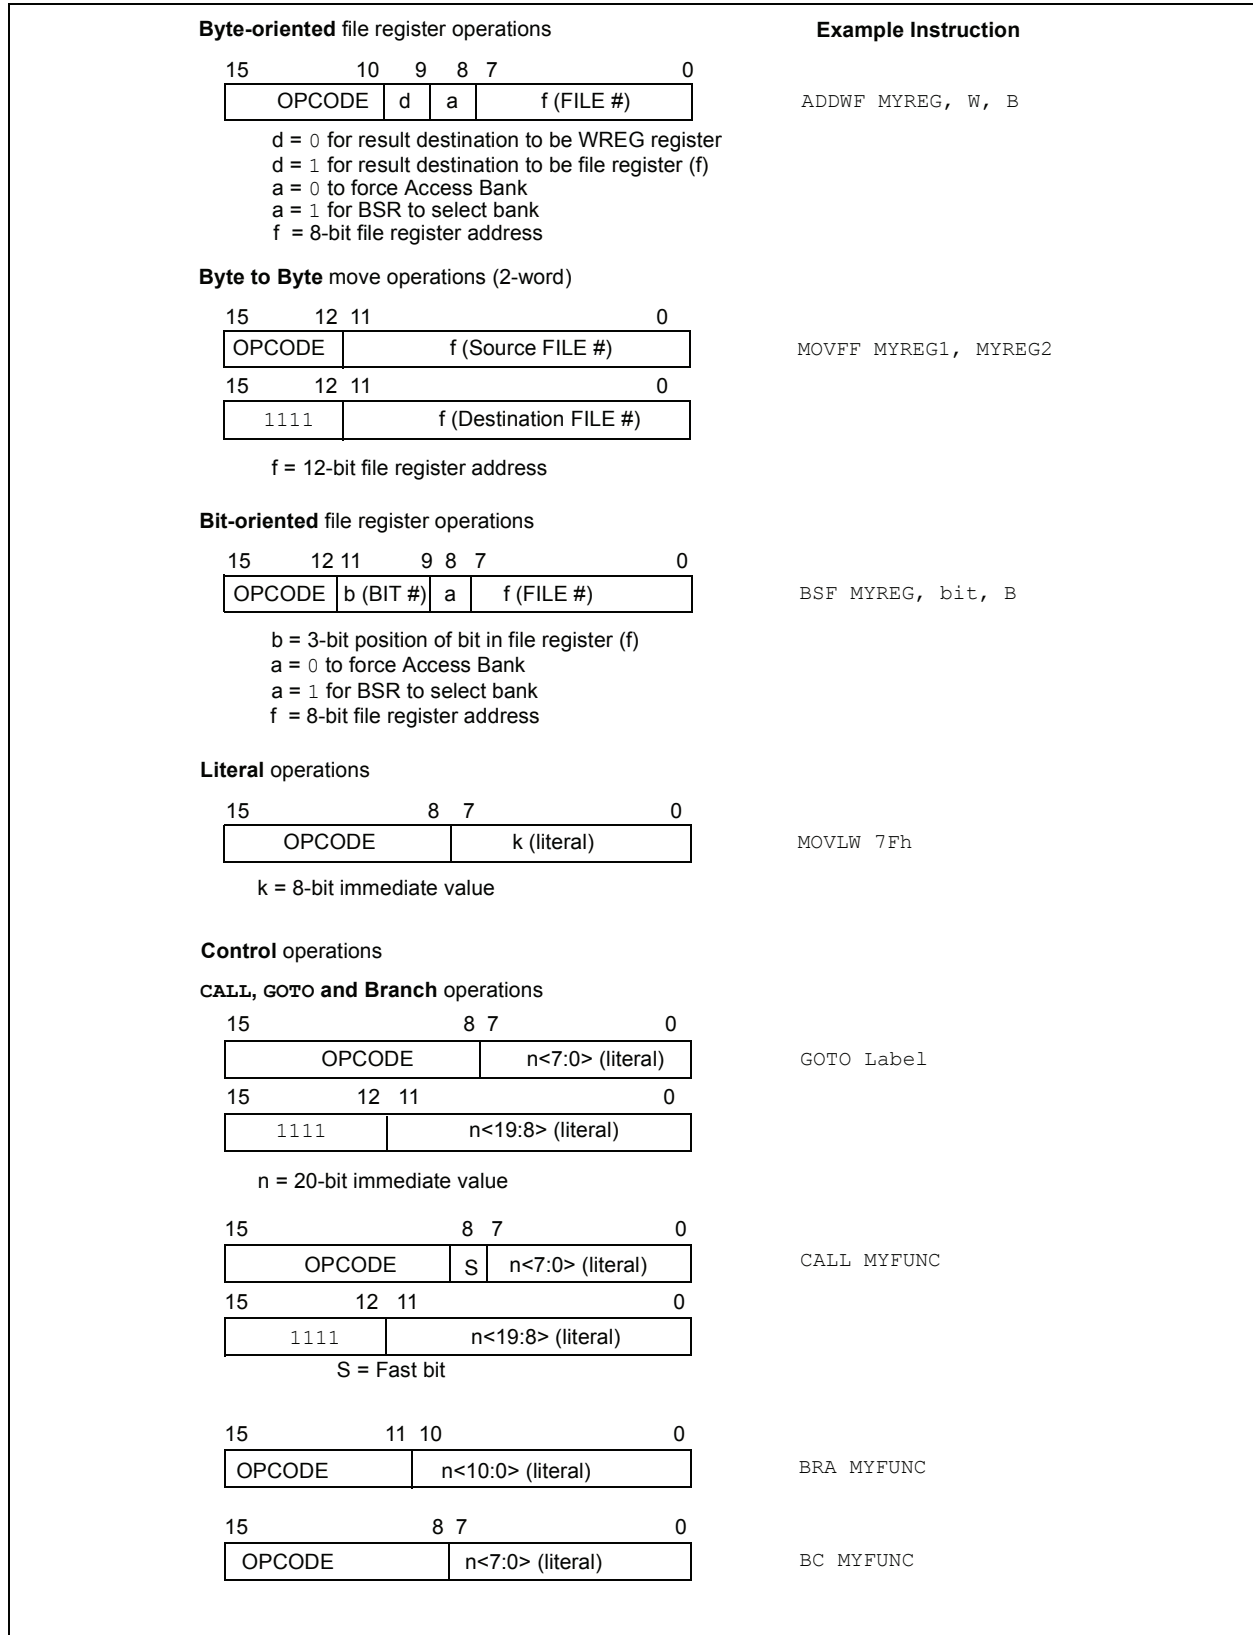 Byte-oriented file register operations Example Instruction
15 10 9 8 7 0
OPCODE d a f (FILE #) ADDWF MYREG, W, B
d = 0 for result destination to be WREG register
d = 1 for result destination to be file register (f)
a = 0 to force Access Bank
a = 1 for BSR to select bank
f = 8-bit file register address
Byte to Byte move operations (2-word)
15 12 11 0
OPCODE f (Source FILE #) MOVFF MYREG1, MYREG2
15 12 11 0
1111 f (Destination FILE #)
f = 12-bit file register address
Bit-oriented file register operations
15 12 11 9 8 7 0
OPCODE b (BIT #) a f (FILE #) BSF MYREG, bit, B
b = 3-bit position of bit in file register (f)
a = 0 to force Access Bank
a = 1 for BSR to select bank
f = 8-bit file register address
Literal operations
15 8 7 0
OPCODE k (literal) MOVLW 7Fh
k = 8-bit immediate value
Control operations
CALL, GOTO and Branch operations
15 8 7 0
OPCODE n<7:0> (literal) GOTO Label
15 12 11 0
1111 n<19:8> (literal)
n = 20-bit immediate value
15 8 7 0
OPCODE S n<7:0> (literal) CALL MYFUNC
15 12 11 0
1111 n<19:8> (literal)
S = Fast bit
15 11 10 0
OPCODE n<10:0> (literal) BRA MYFUNC
15 8 7 0
OPCODE n<7:0> (literal) BC MYFUNC